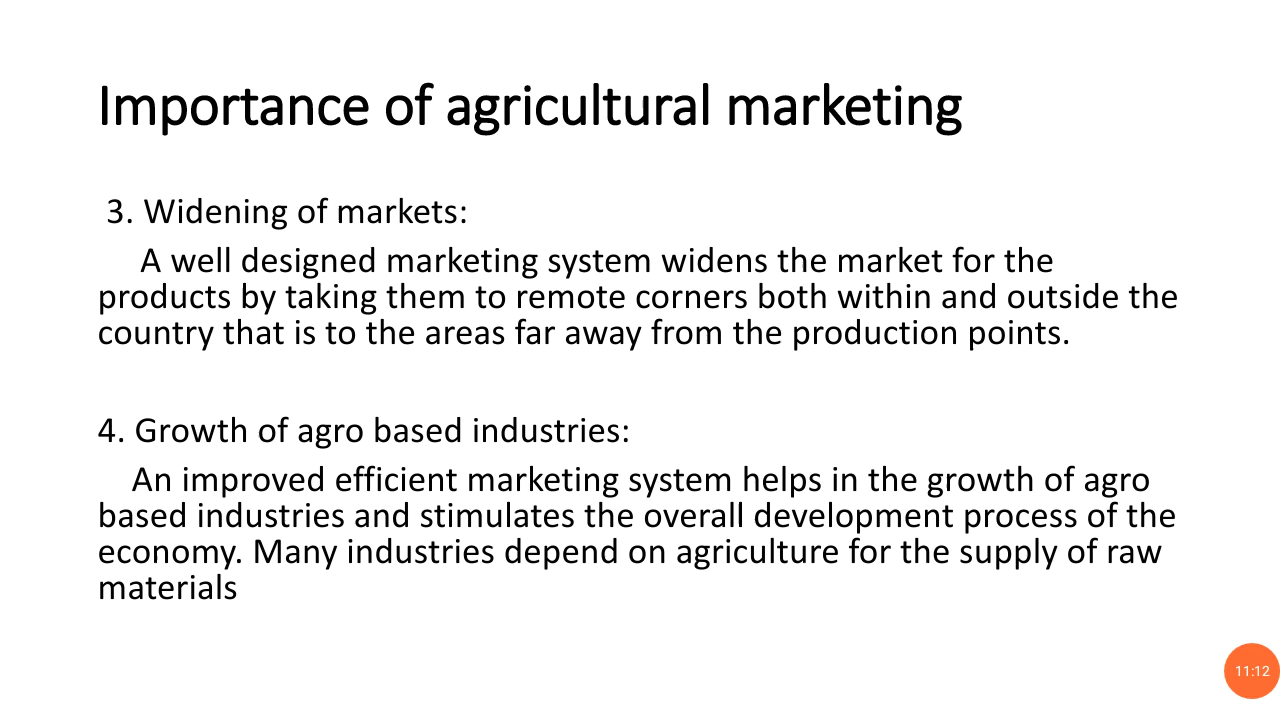 Importance of agricultural marketing
3. Widening of markets:
A well designed marketing system widens the market for the
products by taking them to remote corners both within and outside the
country that is to the areas far away from the production points.
4. Growth of agro based industries:
An improved efficient marketing system helps in the growth of agro
based industries and stimulates the overall development process of the
economy. Many industries depend on agriculture for the supply of raw
materials
11:12